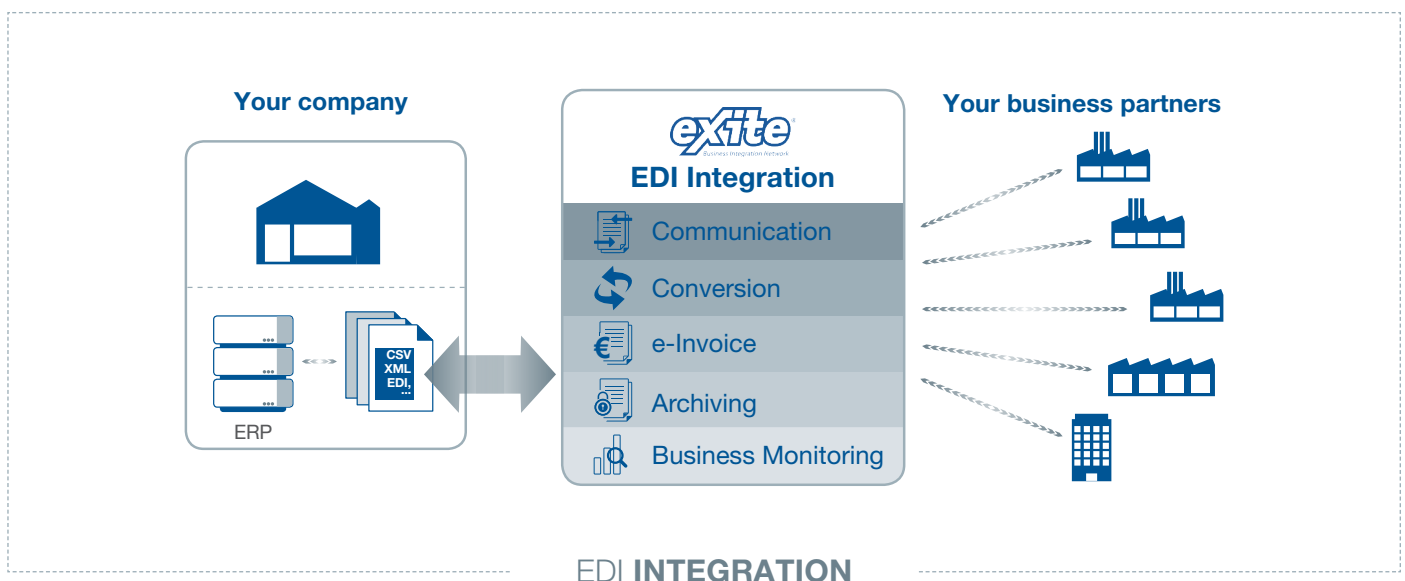 Your company
Your business partners
eXite
Business Integration Network
EDI Integration
Communication
Conversion
e-Invoice
Archiving
Business Monitoring
CSV
XML
EDI,
...
ERP
EDI INTEGRATION